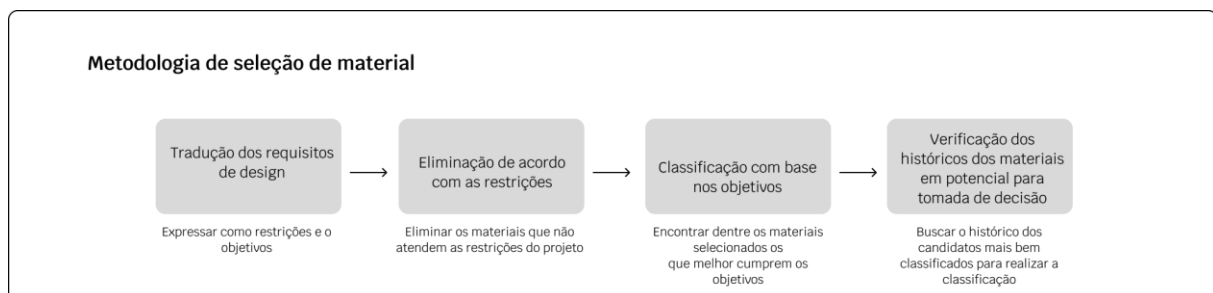 Metodologia de seleção de material
Tradução dos requisitos
de design
Expressar como restrições e o
objetivos
Eliminação de acordo
com as restrições
Eliminar os materiais que não
atendem as restrições do projeto
Classificação com base
nos objetivos
Encontrar dentre os materiais
selecionados os
que melhor cumprem os
objetivos
Verificação dos
históricos dos materiais
em potencial para
tomada de decisão
Buscar o histórico dos
candidatos mais bem
classificados para realizar a
classificação